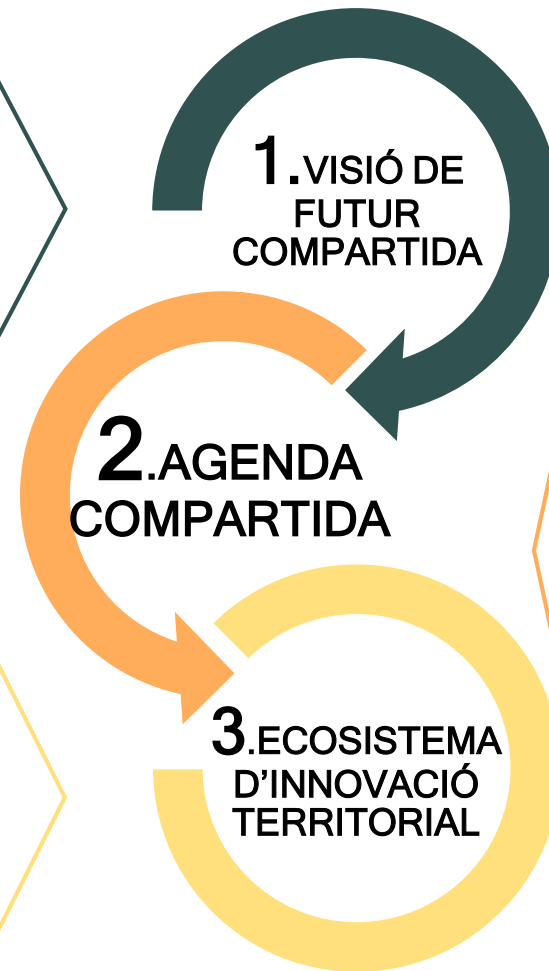 1.VISIÓ DE
FUTUR
COMPARTIDA
2.AGENDA
COMPARTIDA
3.ECOSISTEMA
D’INNOVACIÓ
TERRITORIAL